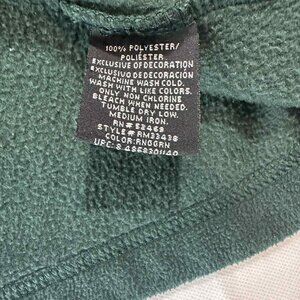 100% POLYESTER/
POLIÉSTER
EXCLUSIVE OF DECORATION
EXCLUSIVO DE DECORACIÓN
MACHINE WASH COLD.
WASH WITH LIKE COLORS.
ONLY NON CHLORINE
BLEACH WHEN NEEDED.
TUMBLE DRY LOW.
MEDIUM IRON.
RN# 52469
STYLE# RM33438
COLOR: RNGGRN
UPC: